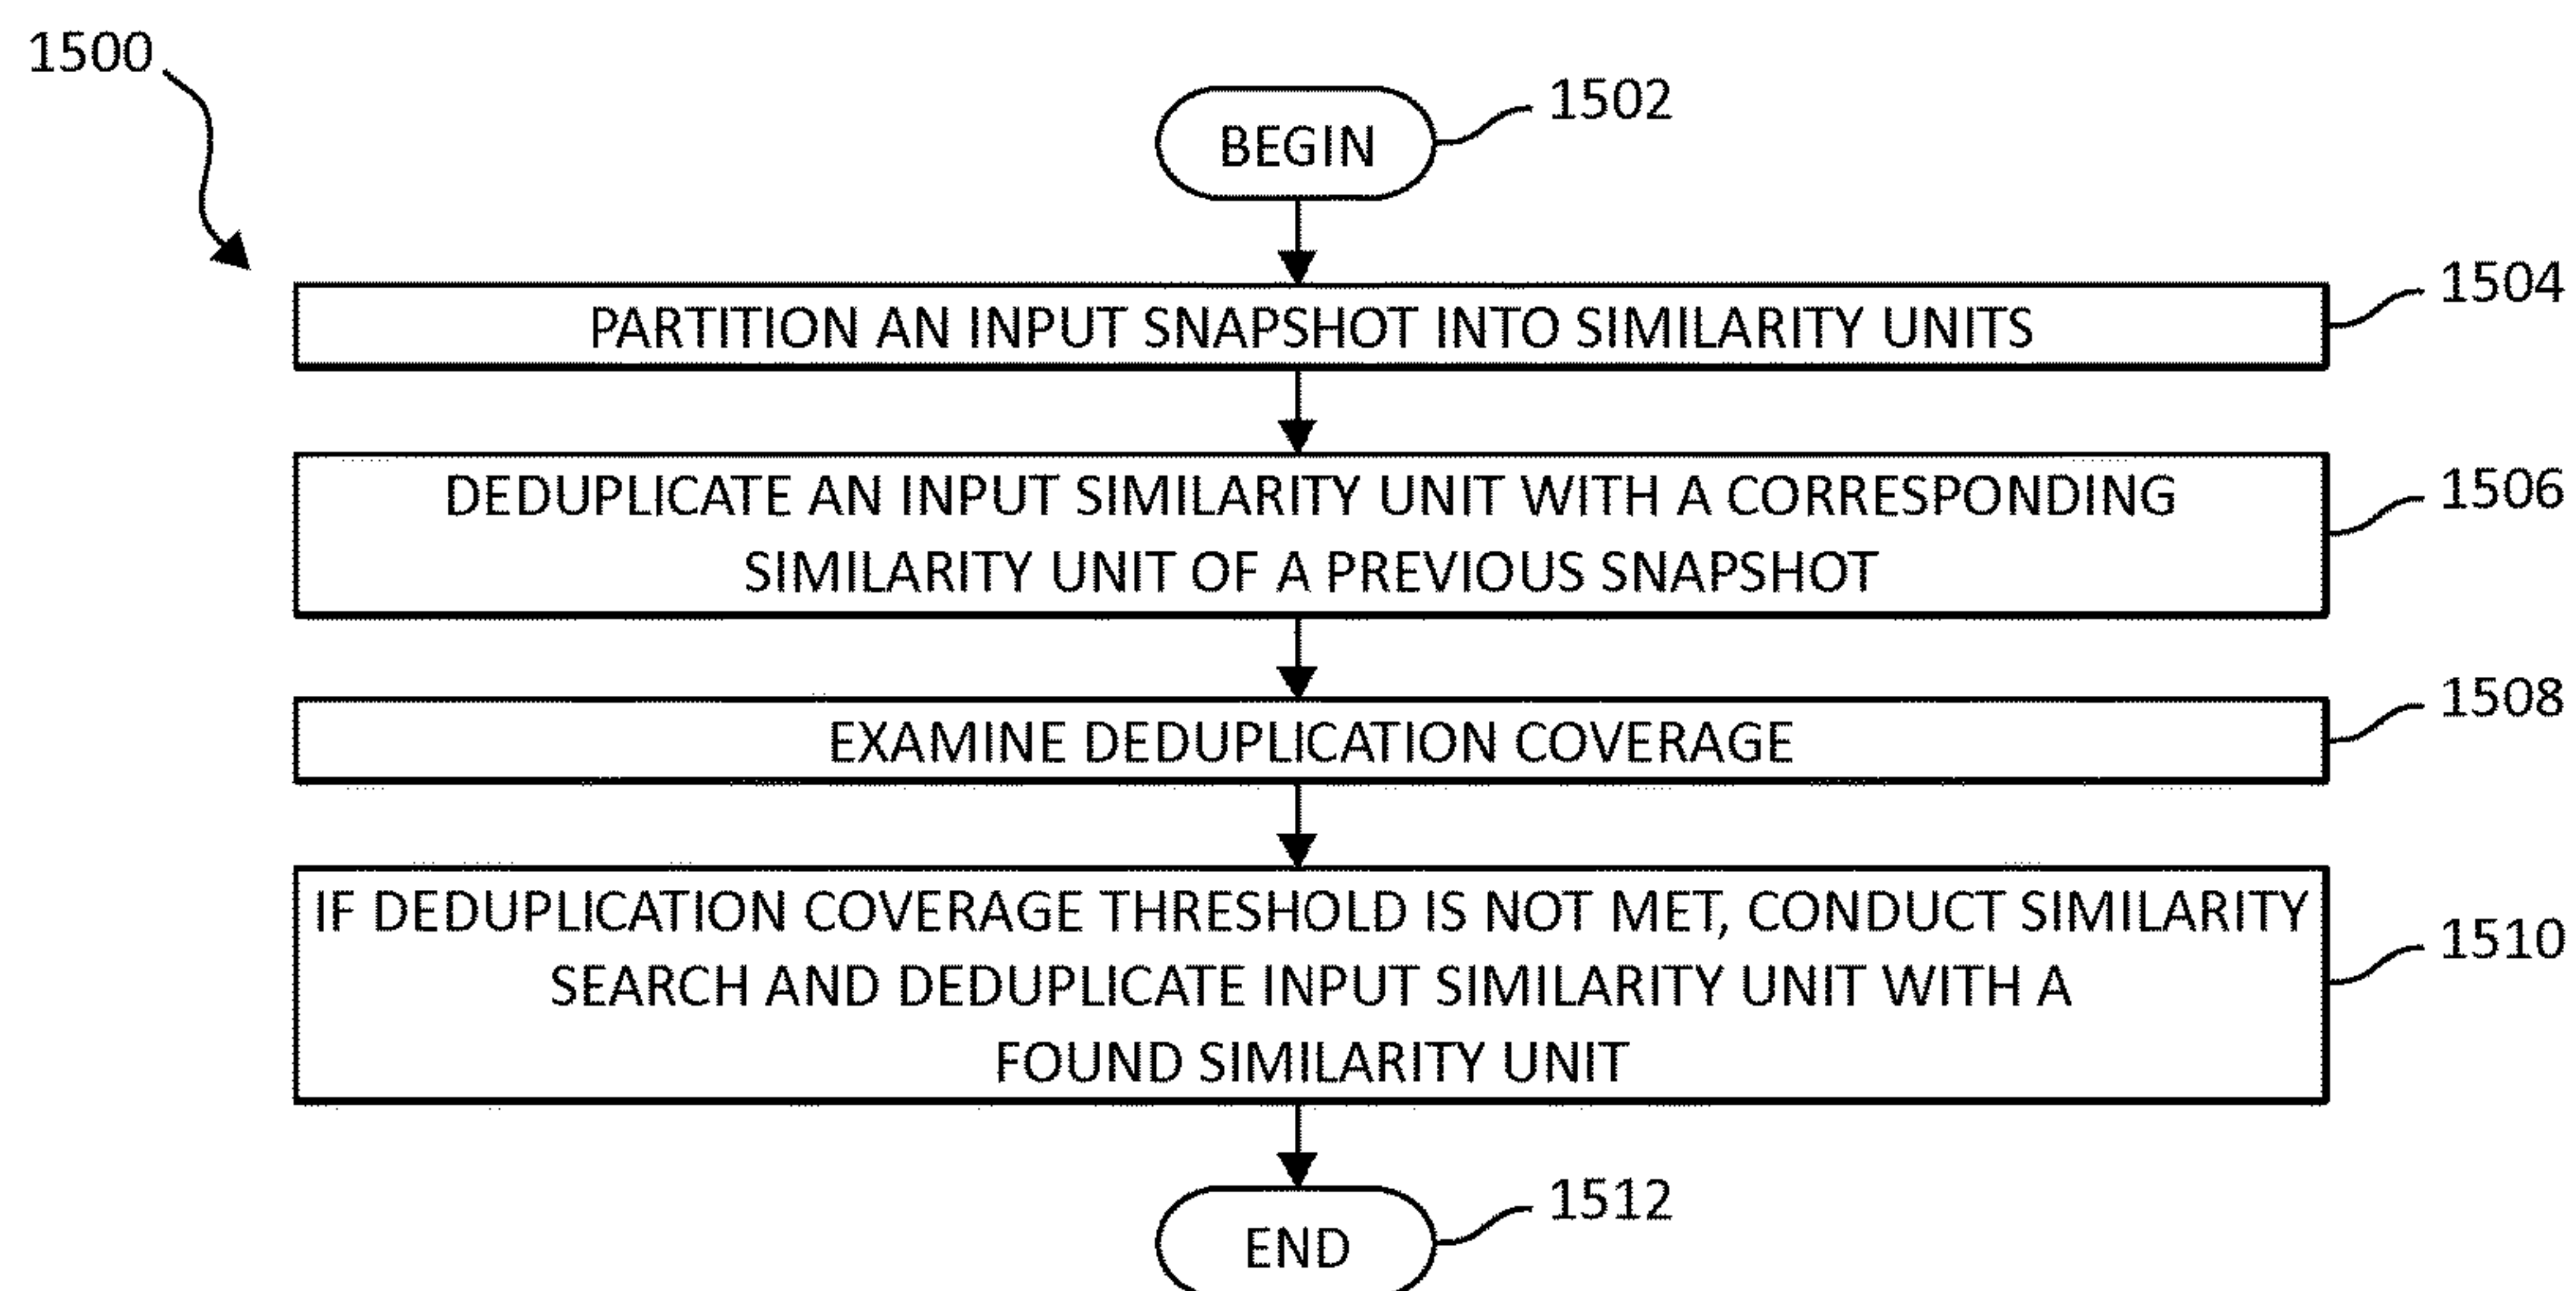 1500
BEGIN
1502
PARTITION AN INPUT SNAPSHOT INTO SIMILARITY UNITS
1504
DEDUPLICATE AN INPUT SIMILARITY UNIT WITH A CORRESPONDING
SIMILARITY UNIT OF A PREVIOUS SNAPSHOT
1506
EXAMINE DEDUPLICATION COVERAGE
1508
IF DEDUPLICATION COVERAGE THRESHOLD IS NOT MET, CONDUCT SIMILARITY
SEARCH AND DEDUPLICATE INPUT SIMILARITY UNIT WITH A
FOUND SIMILARITY UNIT
1510
END
1512